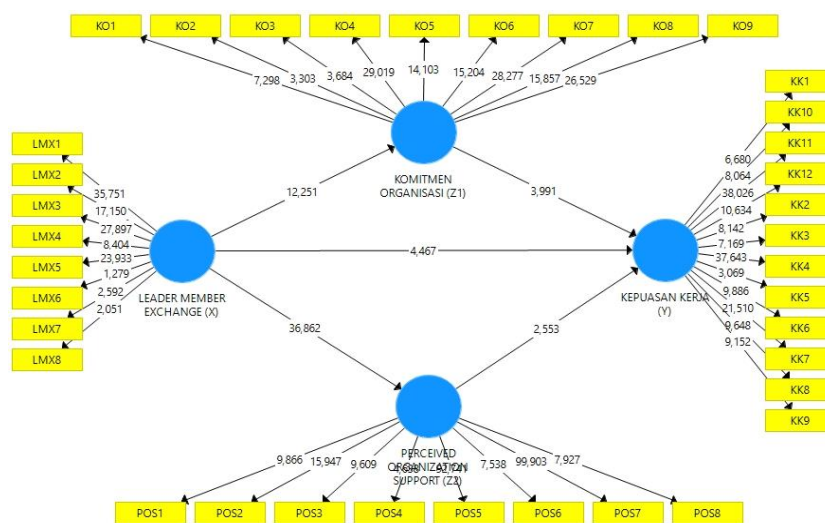 KO1 KO2 KO3 KO4 KO5 KO6 KO7 KO8 KO9
7,298 3,303 3,684 29,019 14,103 15,204 28,277 15,857 26,529
KOMITMEN
ORGANISASI (Z1)
LMX1
LMX2
LMX3
LMX4
LMX5
LMX6
LMX7
LMX8
35,751
17,150
27,897
8.404
23,933
1,279
2,592
2,051
LEADER MEMBER
EXCHANGE (X)
12,251
3,991
4,467
36,862
2,553
KK1
KK10
KK11
KK12
KK2
KK3
KK4
KK5
KK6
KK7
KK8
KK9
6,680
8,064
38,026
10,634
8,142
7,169
37,643
3,069
9,886
21,510
9,648
9,152
KEPUASAN KERJA
(Y)
PERCEIVED
ORGANIZATION
SUPPORT (Z2)
9,866 15,947 9,609 7,538 99,903 7,927
POS1 POS2 POS3 POS4 POS5 POS6 POS7 POS8